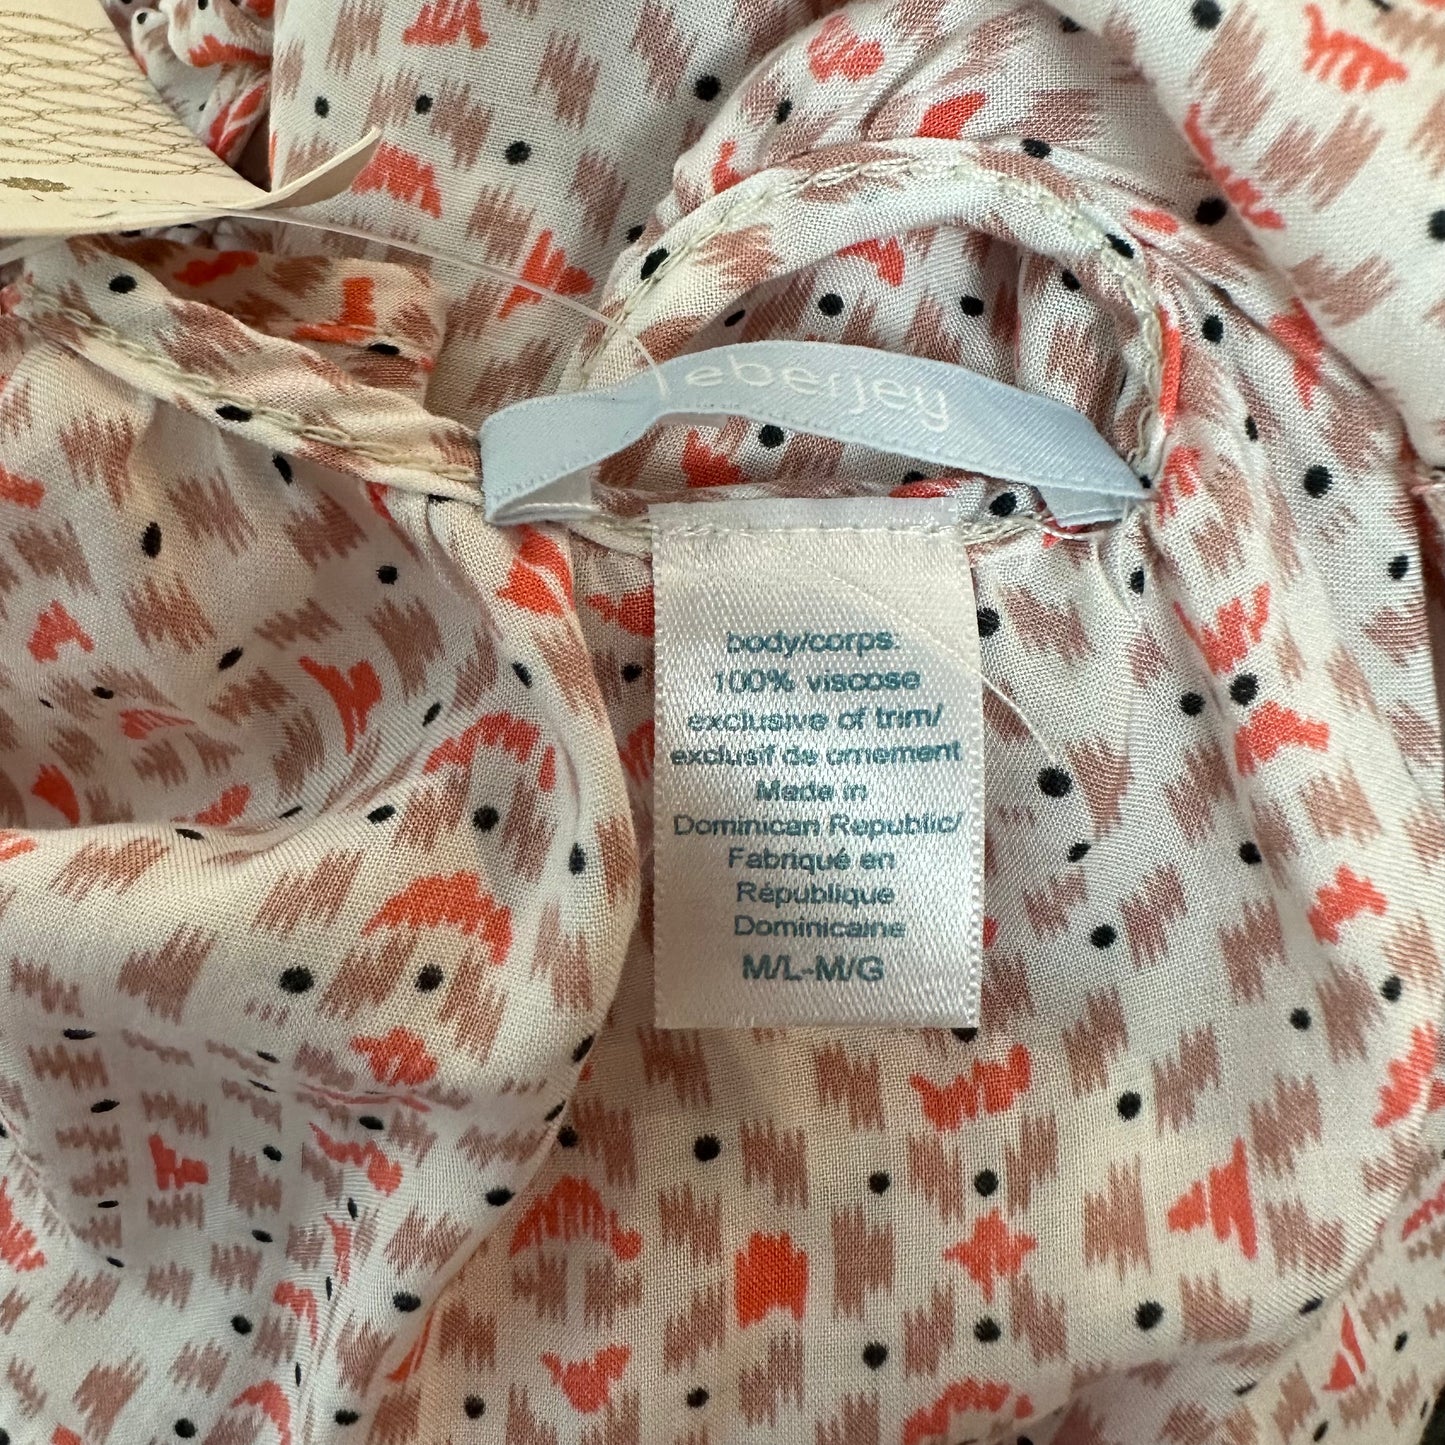 eberjey
body/corps:
100% viscose
exclusive of trim/
exclusif de ornement
Made in
Dominican Republic/
Fabriqué en
République
Dominicaine
M/L-M/G